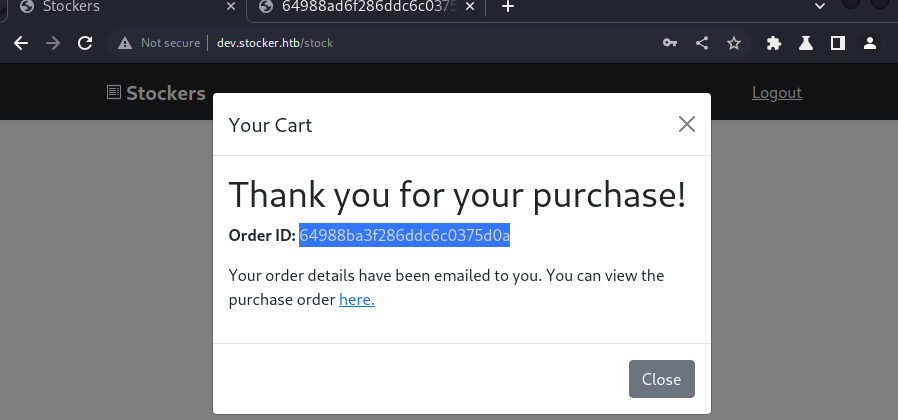 Stockers
64988ad6f286ddc6c0375
Not secure dev.stocker.htb/stock
Stockers
Logout
Your Cart
Thank you for your purchase!
Order ID: 64988ba3f286ddc6c0375d0a
Your order details have been emailed to you. You can view the
purchase order here.
Close